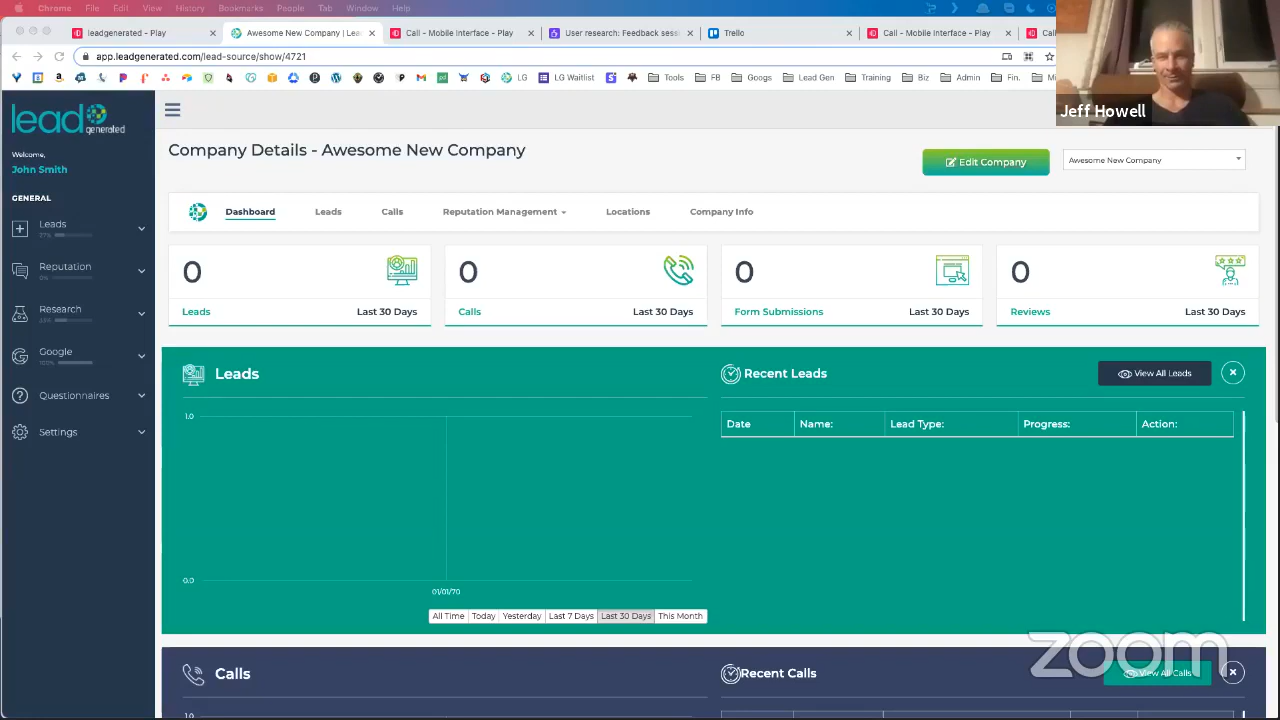 Chrome File Edit View History Bookmarks People Tab Window Help
leadgenerated - Play
Awesome New Company | Lea
Call - Mobile Interface - Play
User research: Feedback sessi
Trello
Call - Mobile Interface - Play
Cal
app.leadgenerated.com/lead-source/show/4721
LG LG Waitlist Tools FB Googs Lead Gen Training Biz Admin Fin.
Jeff Howell
lead generated
Company Details - Awesome New Company
Edit Company
Awesome New Company
Welcome,
John Smith
GENERAL
Dashboard Leads Calls Reputation Management Locations Company Info
Leads
Reputation
0%
Research
Google
100%
Questionnaires
Settings
0 0 0 0
Leads Last 30 Days Calls Last 30 Days Form Submissions Last 30 Days Reviews Last 30 Days
Leads
Recent Leads
View All Leads
1.0
Date Name: Lead Type: Progress: Action:
0.0
01/01/70
All Time Today Yesterday Last 7 Days Last 30 Days This Month
zoom
Calls
Recent Calls
View All Calls
1.0